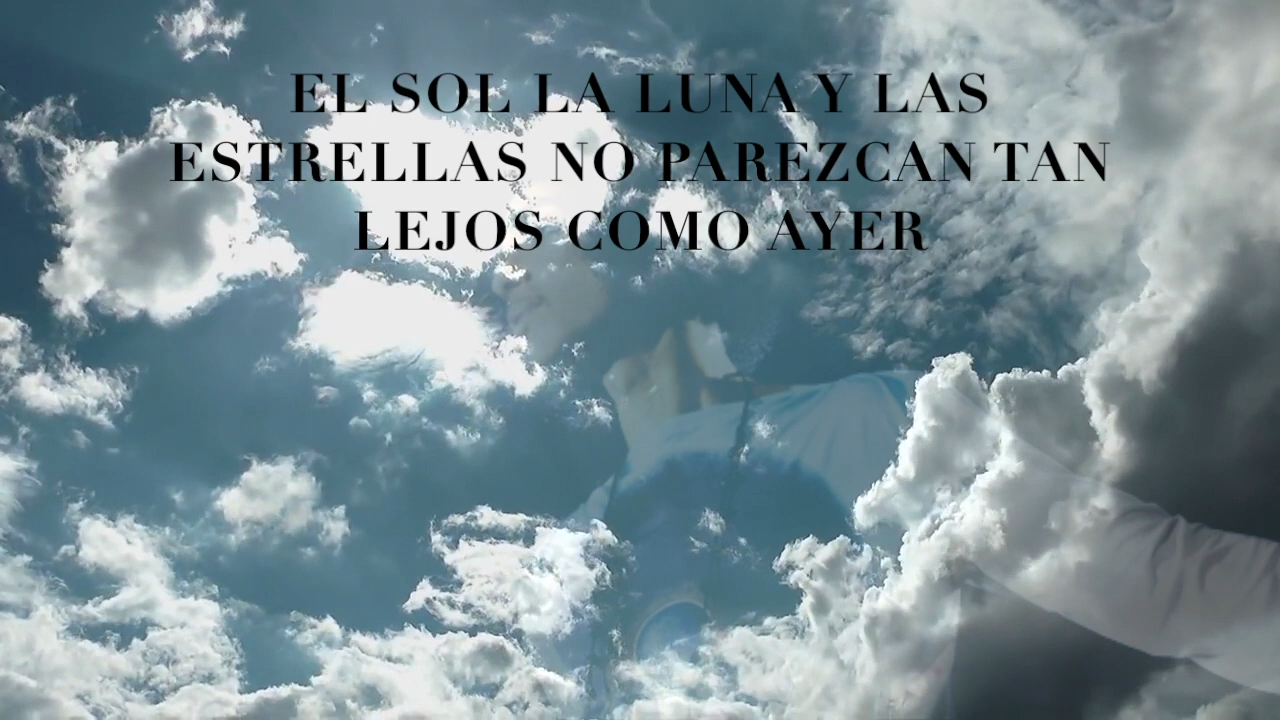 EL SOL LA LUNA Y LAS
ESTRELLAS NO PAREZCAN TAN
LEJOS COMO AYER